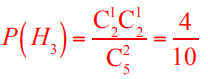 P(H₃) = C₂¹C₂¹ / C₅² = 4 / 10